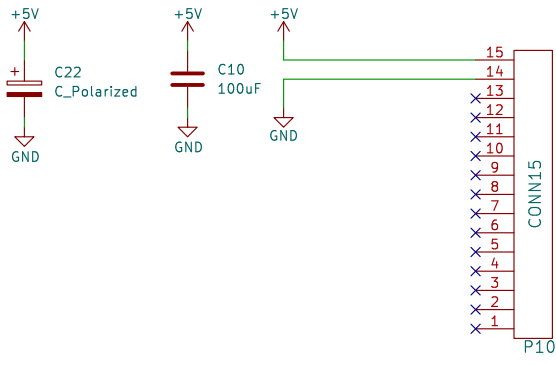 +5V
+
C22
C_Polarized
GND
+5V
C10
100uF
GND
+5V
GND
15
14
13
12
11
10
9
8
7
6
5
4
3
2
1
CONN15
P10